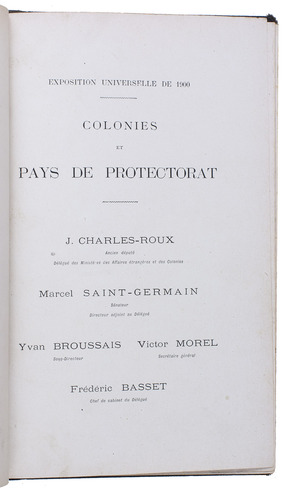 EXPOSITION UNIVERSELLE DE 1900
COLONIES
ET
PAYS DE PROTECTORAT
J. CHARLES-ROUX
Ancien député
Délégué des Ministères des Affaires étrangères et des Colonies
Marcel SAINT-GERMAIN
Sénateur
Directeur adjoint au Délégué
Yvan BROUSSAIS Victor MOREL
Sous-Directeur Secrétaire général
Frédéric BASSET
Chef de cabinet du Délégué